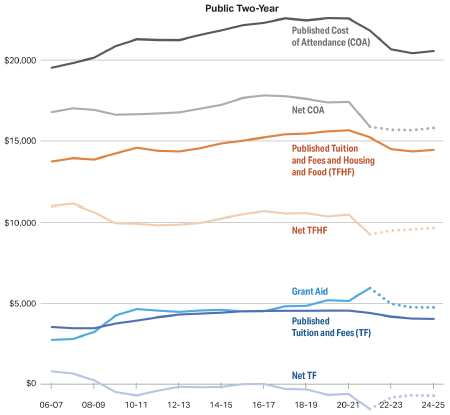 Public Two-Year
Published Cost
of Attendance (COA)
$20,000
Net COA
$15,000
Published Tuition
and Fees and Housing
and Food (TFHF)
$10,000
Net TFHF
Grant Aid
$5,000
Published
Tuition and Fees (TF)
Net TF
$0
06-07 08-09 10-11 12-13 14-15 16-17 18-19 20-21 22-23 24-25